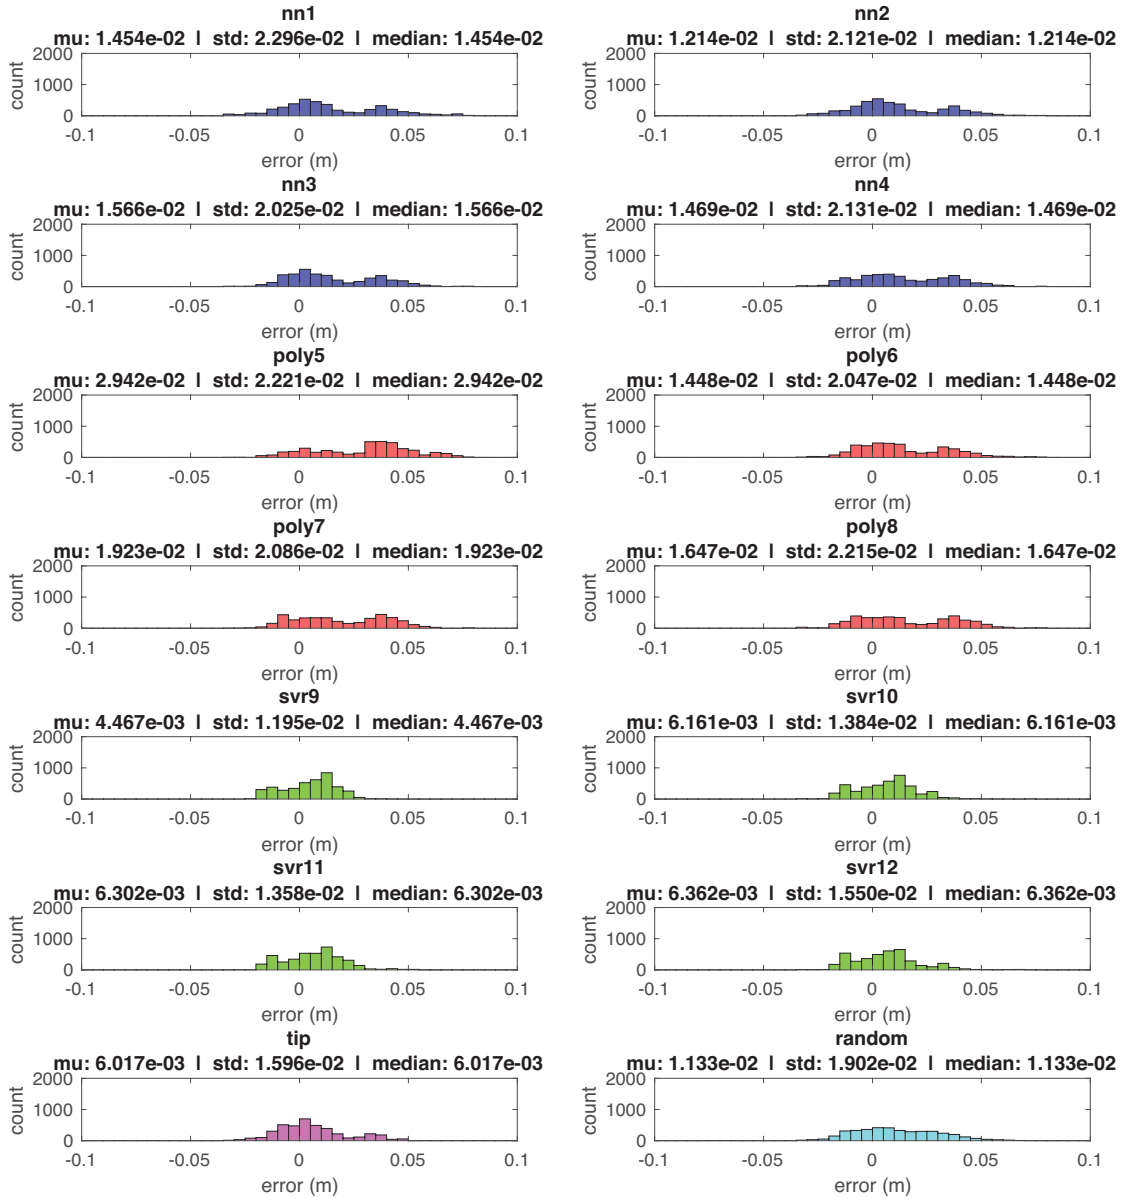 nn1
mu: 1.454e-02 | std: 2.296e-02 | median: 1.454e-02
2000
1000
0
count
-0.1 -0.05 0 0.05 0.1
error (m)
nn2
mu: 1.214e-02 | std: 2.121e-02 | median: 1.214e-02
2000
1000
0
count
-0.1 -0.05 0 0.05 0.1
error (m)
nn3
mu: 1.566e-02 | std: 2.025e-02 | median: 1.566e-02
2000
1000
0
count
-0.1 -0.05 0 0.05 0.1
error (m)
nn4
mu: 1.469e-02 | std: 2.131e-02 | median: 1.469e-02
2000
1000
0
count
-0.1 -0.05 0 0.05 0.1
error (m)
poly5
mu: 2.942e-02 | std: 2.221e-02 | median: 2.942e-02
2000
1000
0
count
-0.1 -0.05 0 0.05 0.1
error (m)
poly6
mu: 1.448e-02 | std: 2.047e-02 | median: 1.448e-02
2000
1000
0
count
-0.1 -0.05 0 0.05 0.1
error (m)
poly7
mu: 1.923e-02 | std: 2.086e-02 | median: 1.923e-02
2000
1000
0
count
-0.1 -0.05 0 0.05 0.1
error (m)
poly8
mu: 1.647e-02 | std: 2.215e-02 | median: 1.647e-02
2000
1000
0
count
-0.1 -0.05 0 0.05 0.1
error (m)
svr9
mu: 4.467e-03 | std: 1.195e-02 | median: 4.467e-03
2000
1000
0
count
-0.1 -0.05 0 0.05 0.1
error (m)
svr10
mu: 6.161e-03 | std: 1.384e-02 | median: 6.161e-03
2000
1000
0
count
-0.1 -0.05 0 0.05 0.1
error (m)
svr11
mu: 6.302e-03 | std: 1.358e-02 | median: 6.302e-03
2000
1000
0
count
-0.1 -0.05 0 0.05 0.1
error (m)
svr12
mu: 6.362e-03 | std: 1.550e-02 | median: 6.362e-03
2000
1000
0
count
-0.1 -0.05 0 0.05 0.1
error (m)
tip
mu: 6.017e-03 | std: 1.596e-02 | median: 6.017e-03
2000
1000
0
count
-0.1 -0.05 0 0.05 0.1
error (m)
random
mu: 1.133e-02 | std: 1.902e-02 | median: 1.133e-02
2000
1000
0
count
-0.1 -0.05 0 0.05 0.1
error (m)